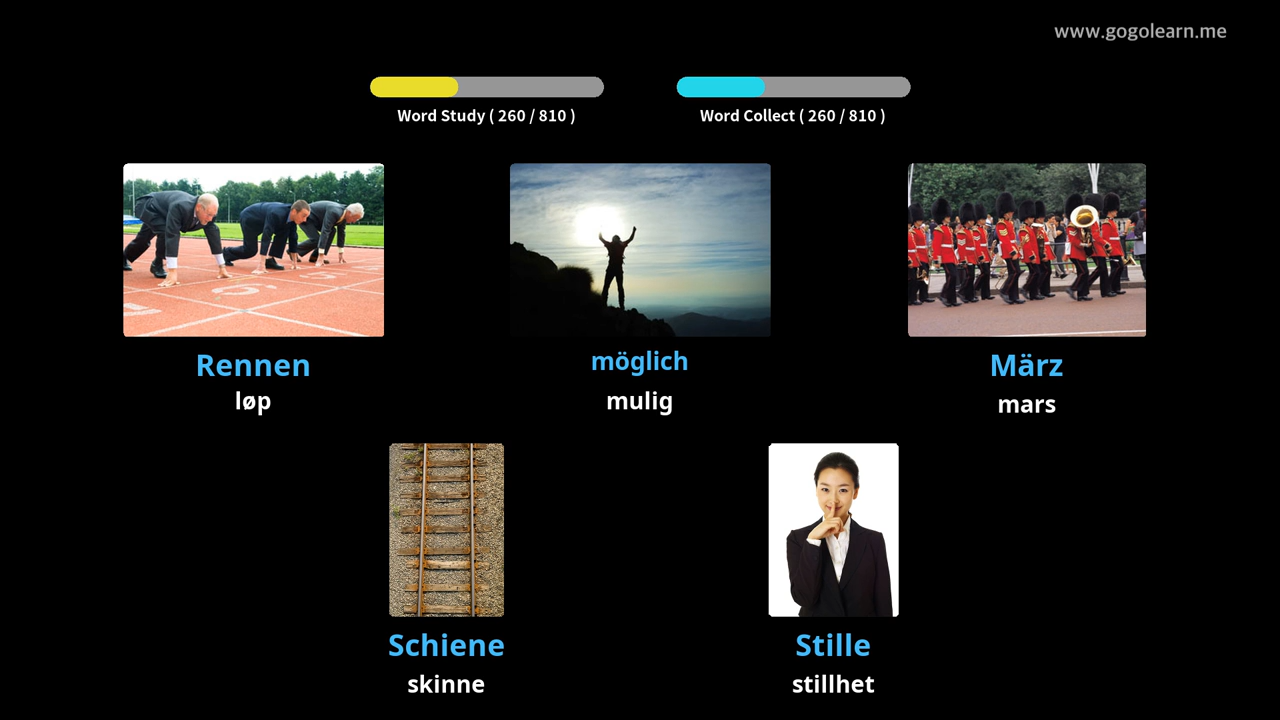 www.gogolearn.me
Word Study ( 260 / 810 )
Word Collect ( 260 / 810 )
Rennen
løp
möglich
mulig
März
mars
Schiene
skinne
Stille
stillhet